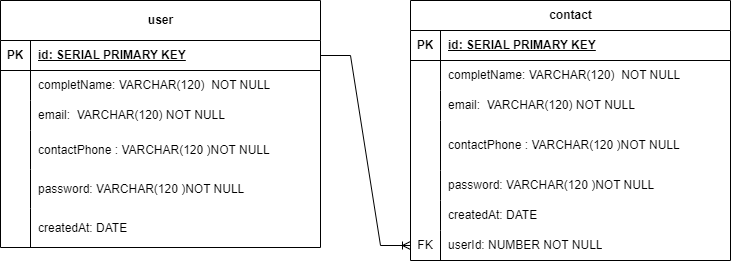 user
PK id: SERIAL PRIMARY KEY
completName: VARCHAR(120)  NOT NULL
email:  VARCHAR(120) NOT NULL
contactPhone : VARCHAR(120 )NOT NULL
password: VARCHAR(120 )NOT NULL
createdAt: DATE
contact
PK id: SERIAL PRIMARY KEY
completName: VARCHAR(120)  NOT NULL
email:  VARCHAR(120) NOT NULL
contactPhone : VARCHAR(120 )NOT NULL
password: VARCHAR(120 )NOT NULL
createdAt: DATE
FK userId: NUMBER NOT NULL